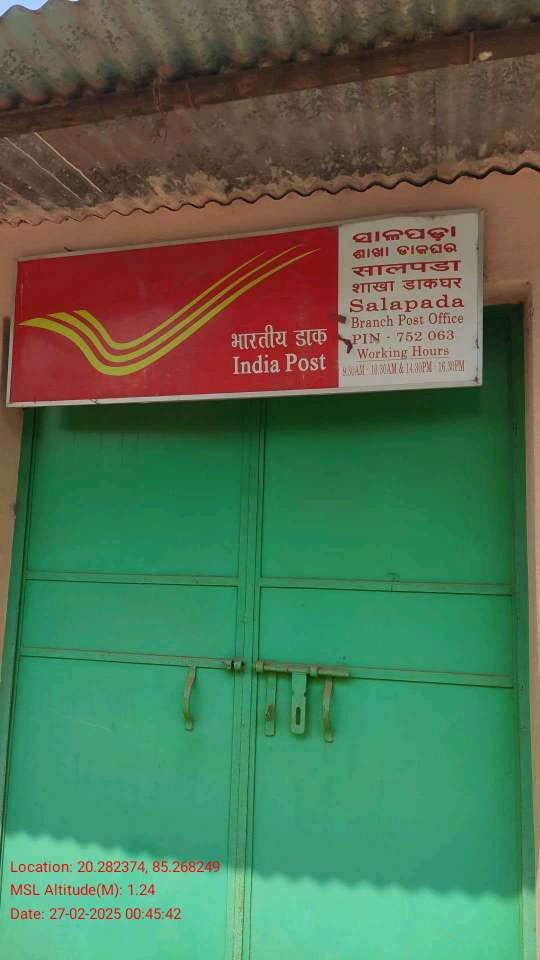 भारतीय डाक
India Post
ସାଳପଡ଼ା
ଶାଖା ଡାକଘର
सालपडा
शाखा डाकघर
Salapada
Branch Post Office
PIN - 752 063
Working Hours
9.30AM - 10.30AM & 14.30PM - 16.30PM
Location: 20.282374, 85.268249
MSL Altitude(M): 1.24
Date: 27-02-2025 00:45:42